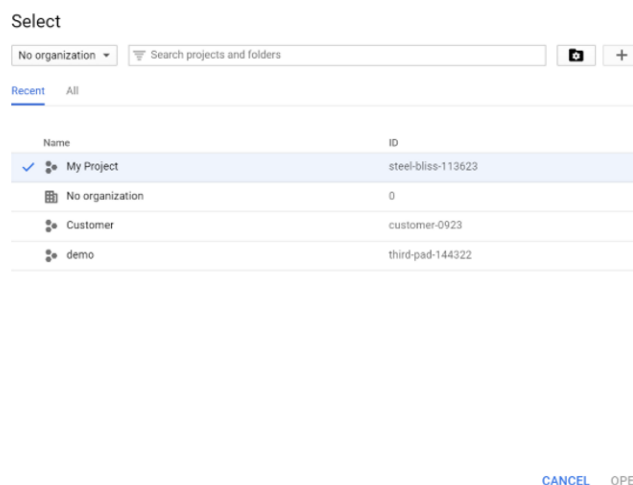 Select
No organization Search projects and folders
Recent All
Name ID
My Project steel-bliss-113623
No organization 0
Customer customer-0923
demo third-pad-144322
CANCEL OPE